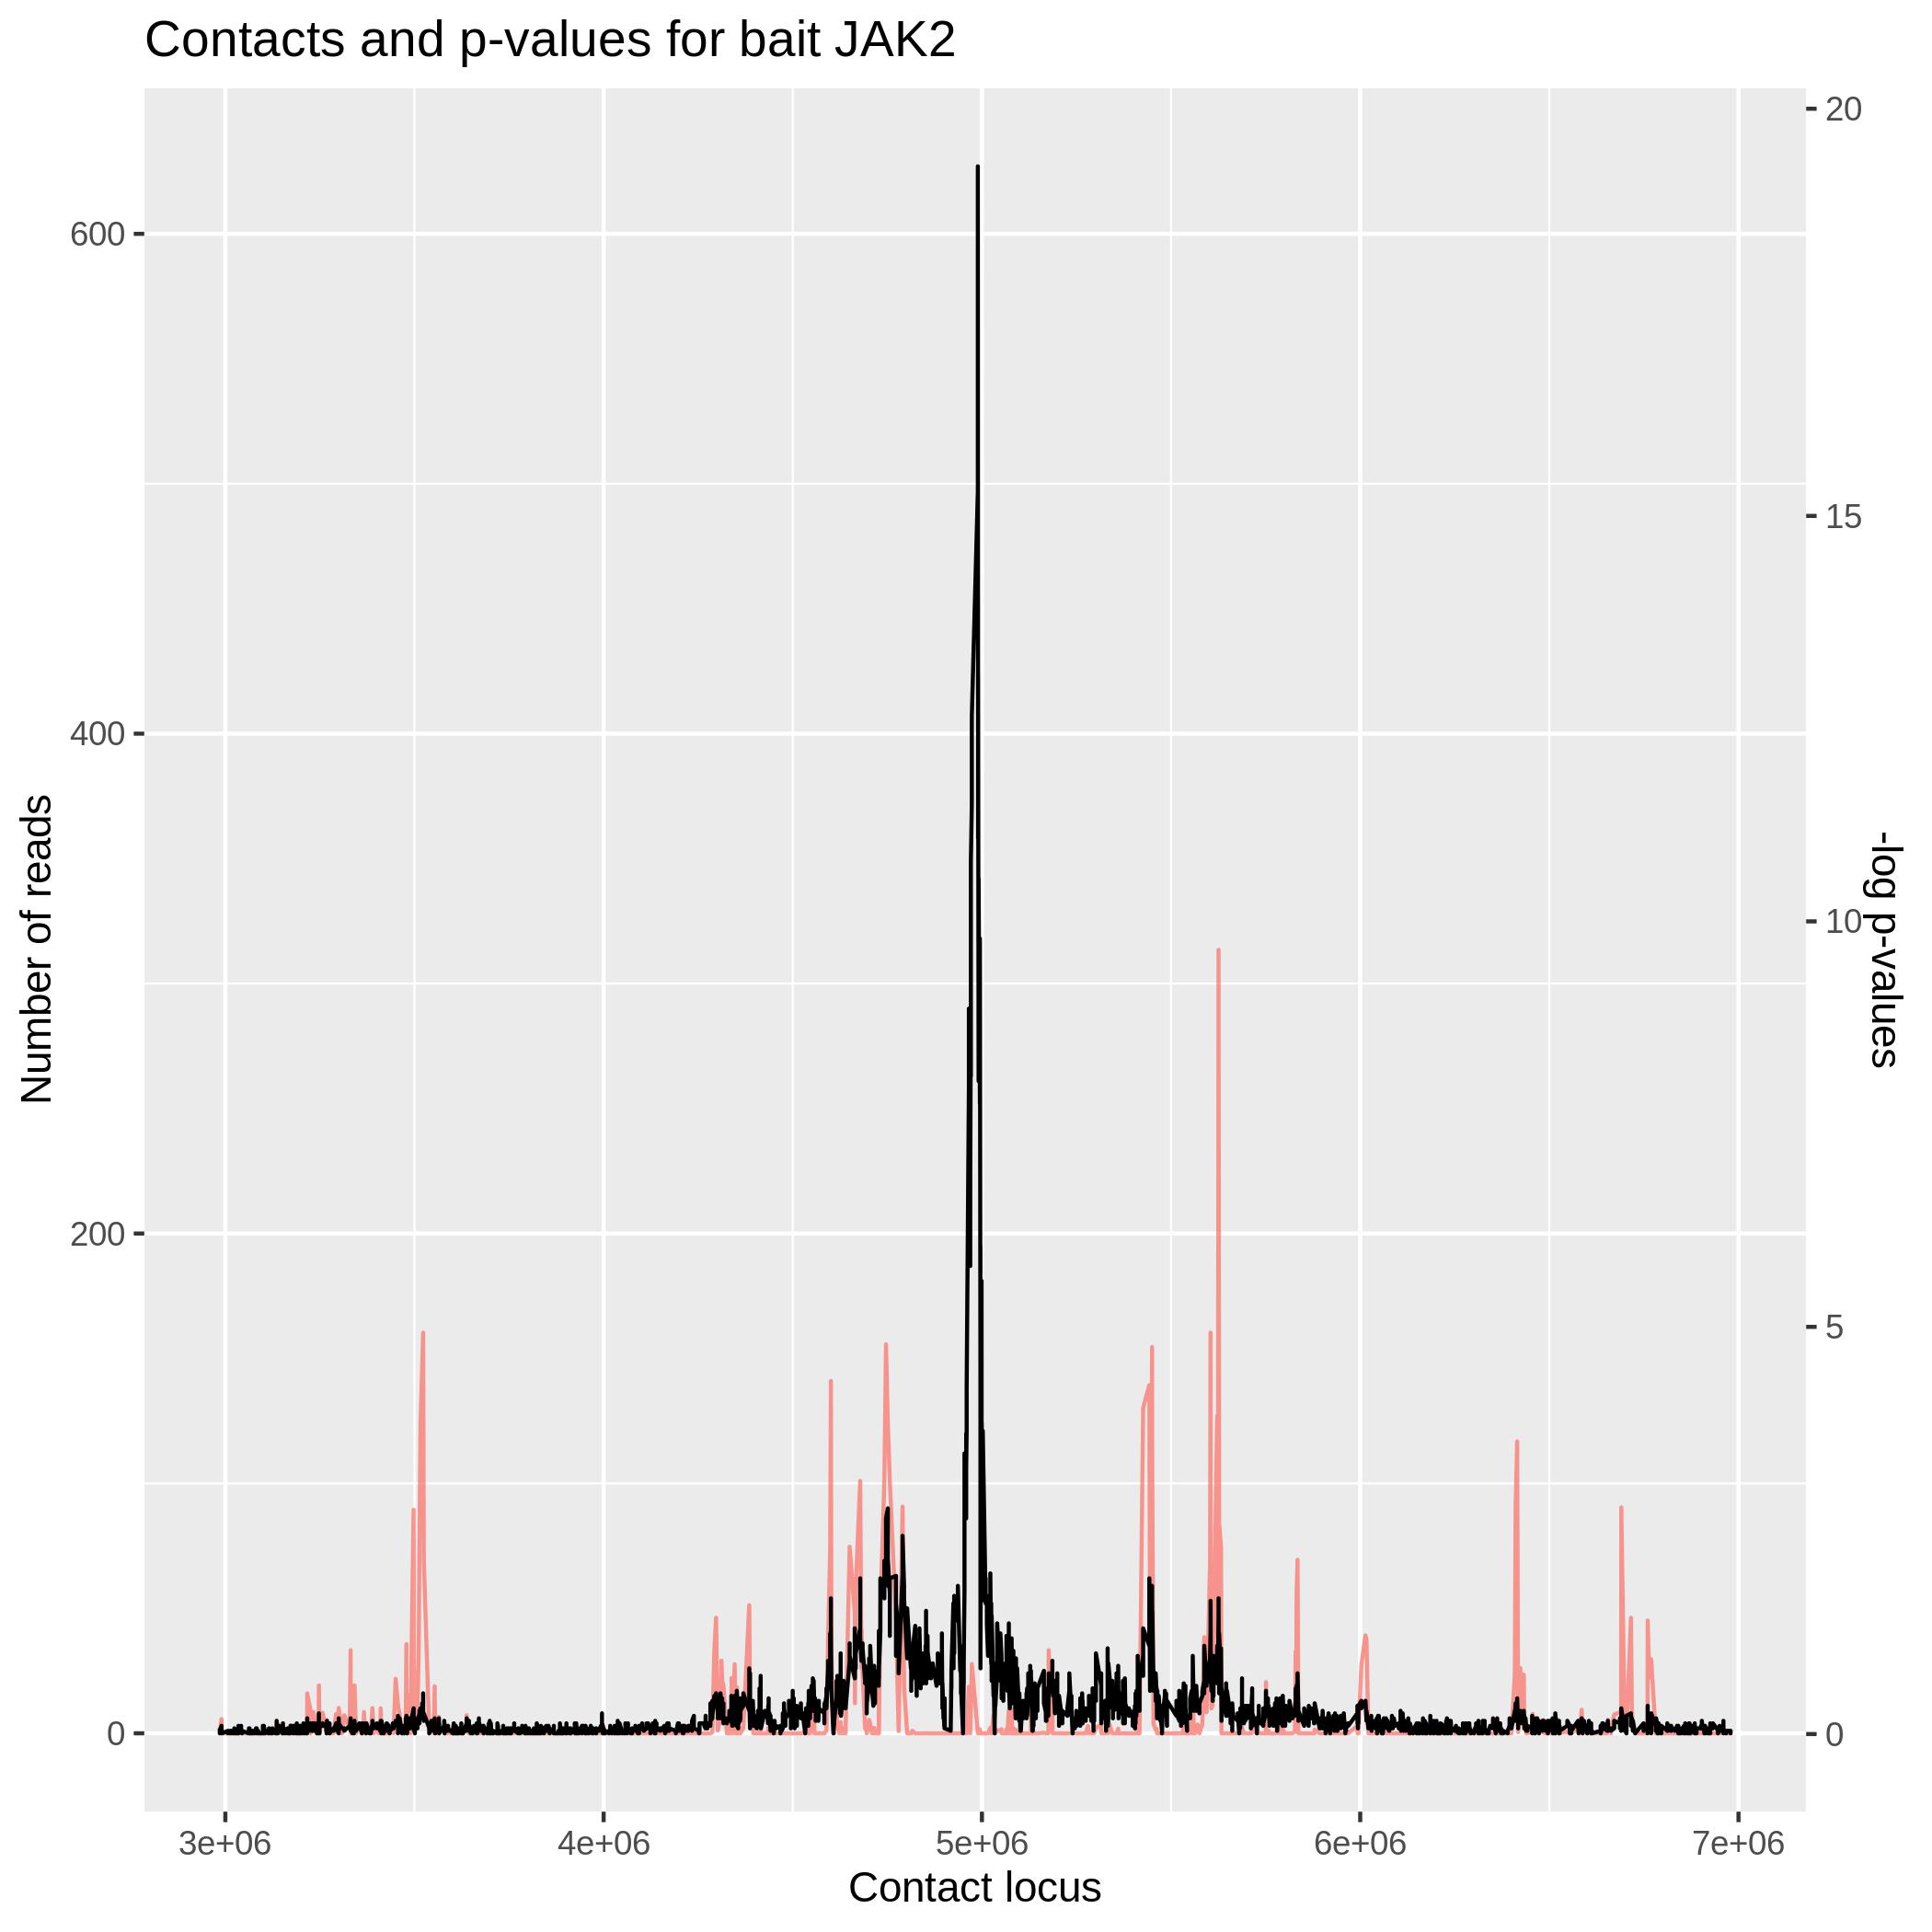 Contacts and p-values for bait JAK2
20
600
15
400
10
Number of reads
-log p-values
200
5
0
0
3e+06
4e+06
5e+06
6e+06
7e+06
Contact locus